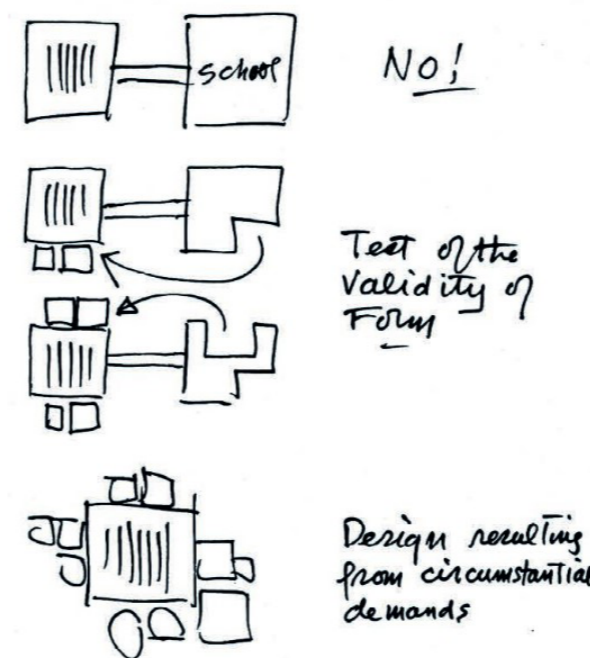 School
No!
Test of the
Validity of
Form
Design resulting
from circumstantial
demands